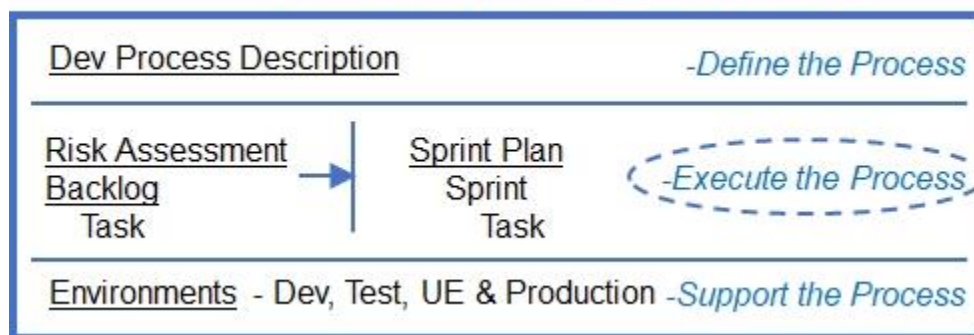 Dev Process Description -Define the Process
Risk Assessment
Backlog
Task
Sprint Plan
Sprint
Task
-Execute the Process
Environments - Dev, Test, UE & Production -Support the Process